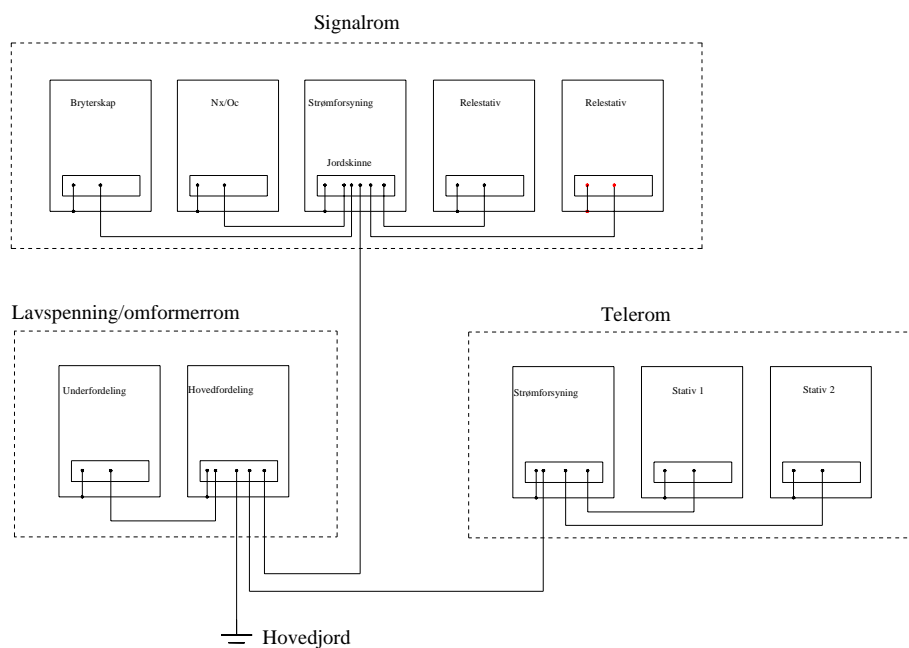 Signalrom
Bryterskap
Nx/Oc
Strømforsyning
Relestativ
Relestativ
Jordskinne
Lavspenning/omformerrom
Telerom
Underfordeling
Hovedfordeling
Strømforsyning
Stativ 1
Stativ 2
Hovedjord